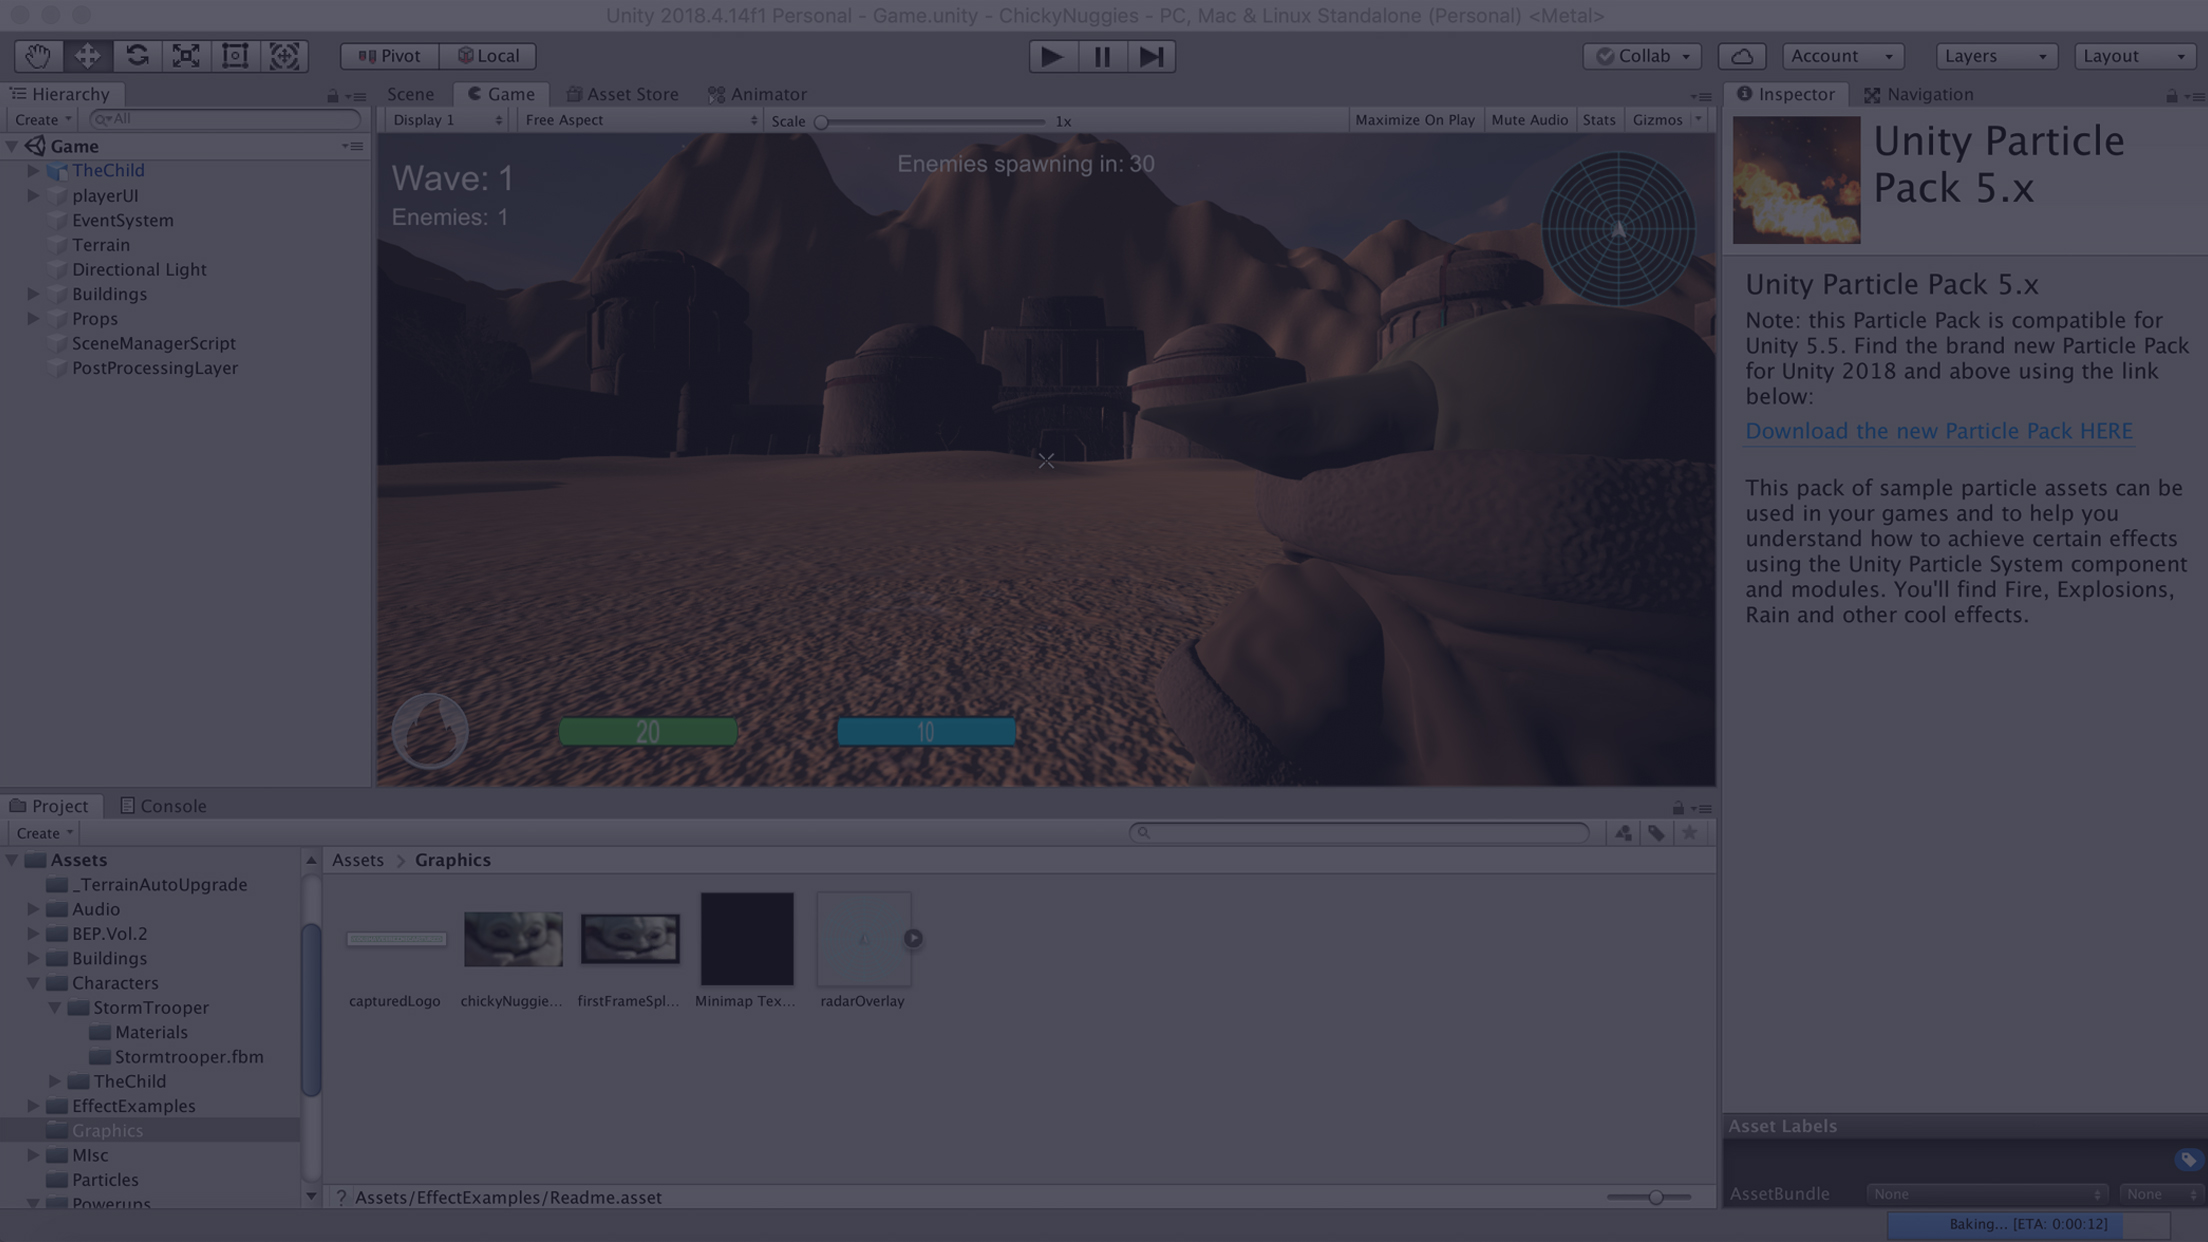 Unity 2018.4.14f1 Personal - Game.unity - ChickyNuggies - PC, Mac & Linux Standalone (Personal) <Metal>
Pivot Local Collab Account Layers Layout
Hierarchy
Create All
Game
TheChild
playerUI
EventSystem
Terrain
Directional Light
Buildings
Props
SceneManagerScript
PostProcessingLayer
Scene Game Asset Store Animator
Display 1 Free Aspect Scale 1x Maximize On Play Mute Audio Stats Gizmos
Wave: 1
Enemies: 1
Enemies spawning in: 30
20
10
Inspector Navigation
Unity Particle
Pack 5.x
Unity Particle Pack 5.x
Note: this Particle Pack is compatible for
Unity 5.5. Find the brand new Particle Pack
for Unity 2018 and above using the link
below:
Download the new Particle Pack HERE
This pack of sample particle assets can be
used in your games and to help you
understand how to achieve certain effects
using the Unity Particle System component
and modules. You'll find Fire, Explosions,
Rain and other cool effects.
Project Console
Create
Assets
_TerrainAutoUpgrade
Audio
BEP.Vol.2
Buildings
Characters
StormTrooper
Materials
Stormtrooper.fbm
TheChild
EffectExamples
Graphics
MIsc
Particles
Powerups
Assets > Graphics
capturedLogo chickyNuggie... firstFrameSpl... Minimap Tex... radarOverlay
? Assets/EffectExamples/Readme.asset
Asset Labels
AssetBundle None None
Baking... [ETA: 0:00:12]